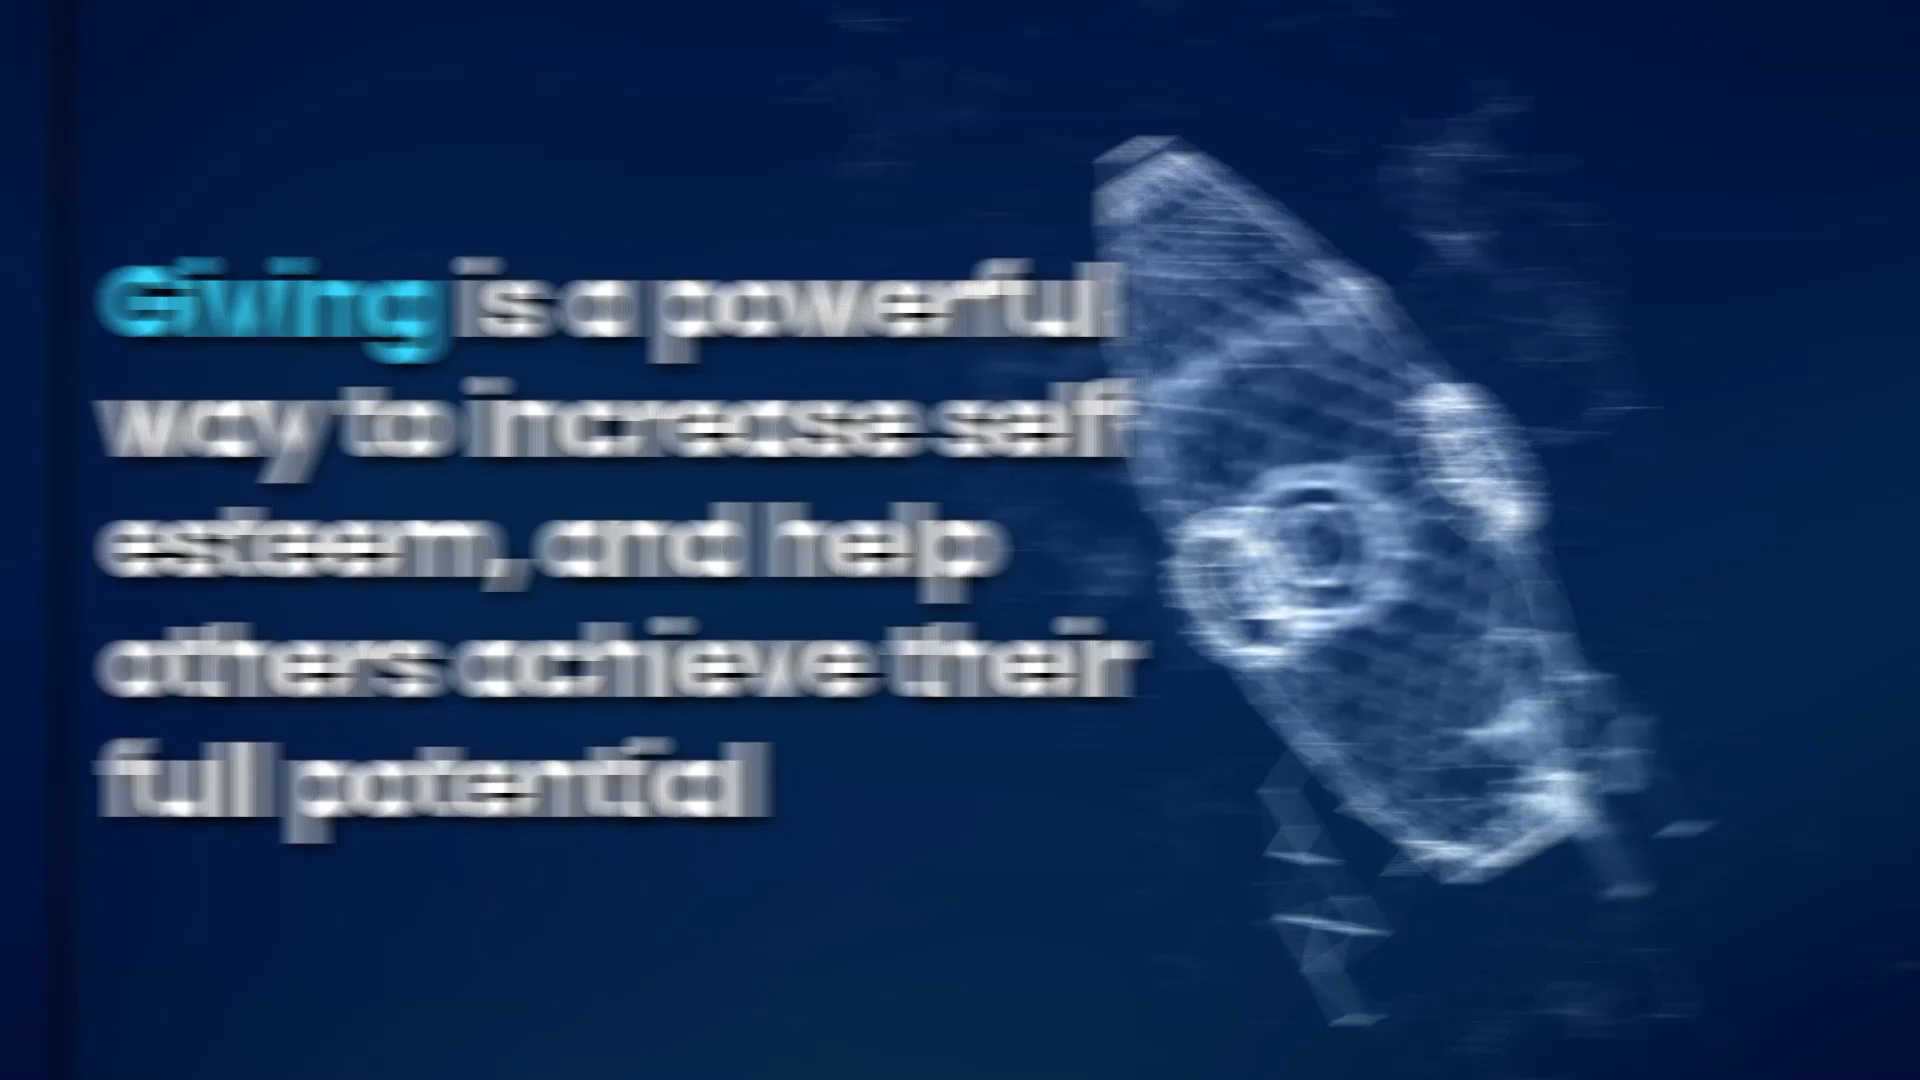 Giving is a powerful
way to increase self
esteem, and help
others achieve their
full potential